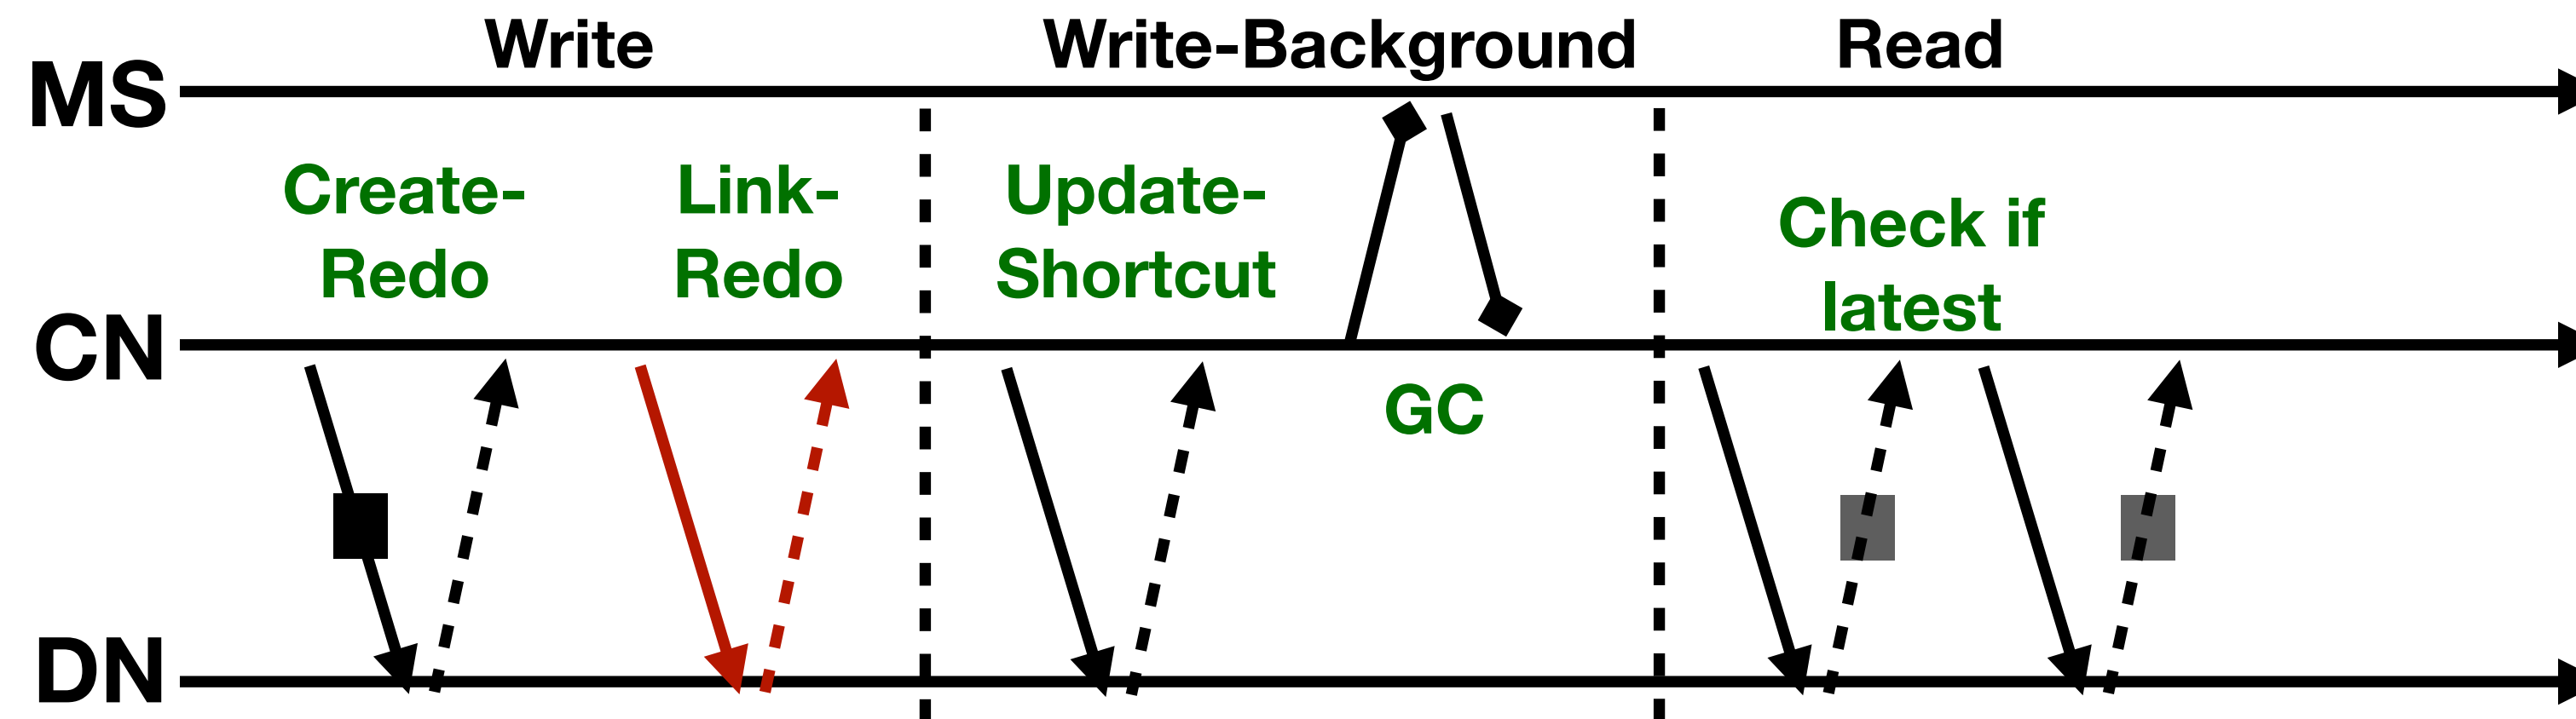 Write
Write-Background
Read
MS
Create-
Redo
Link-
Redo
Update-
Shortcut
Check if
latest
CN
GC
DN